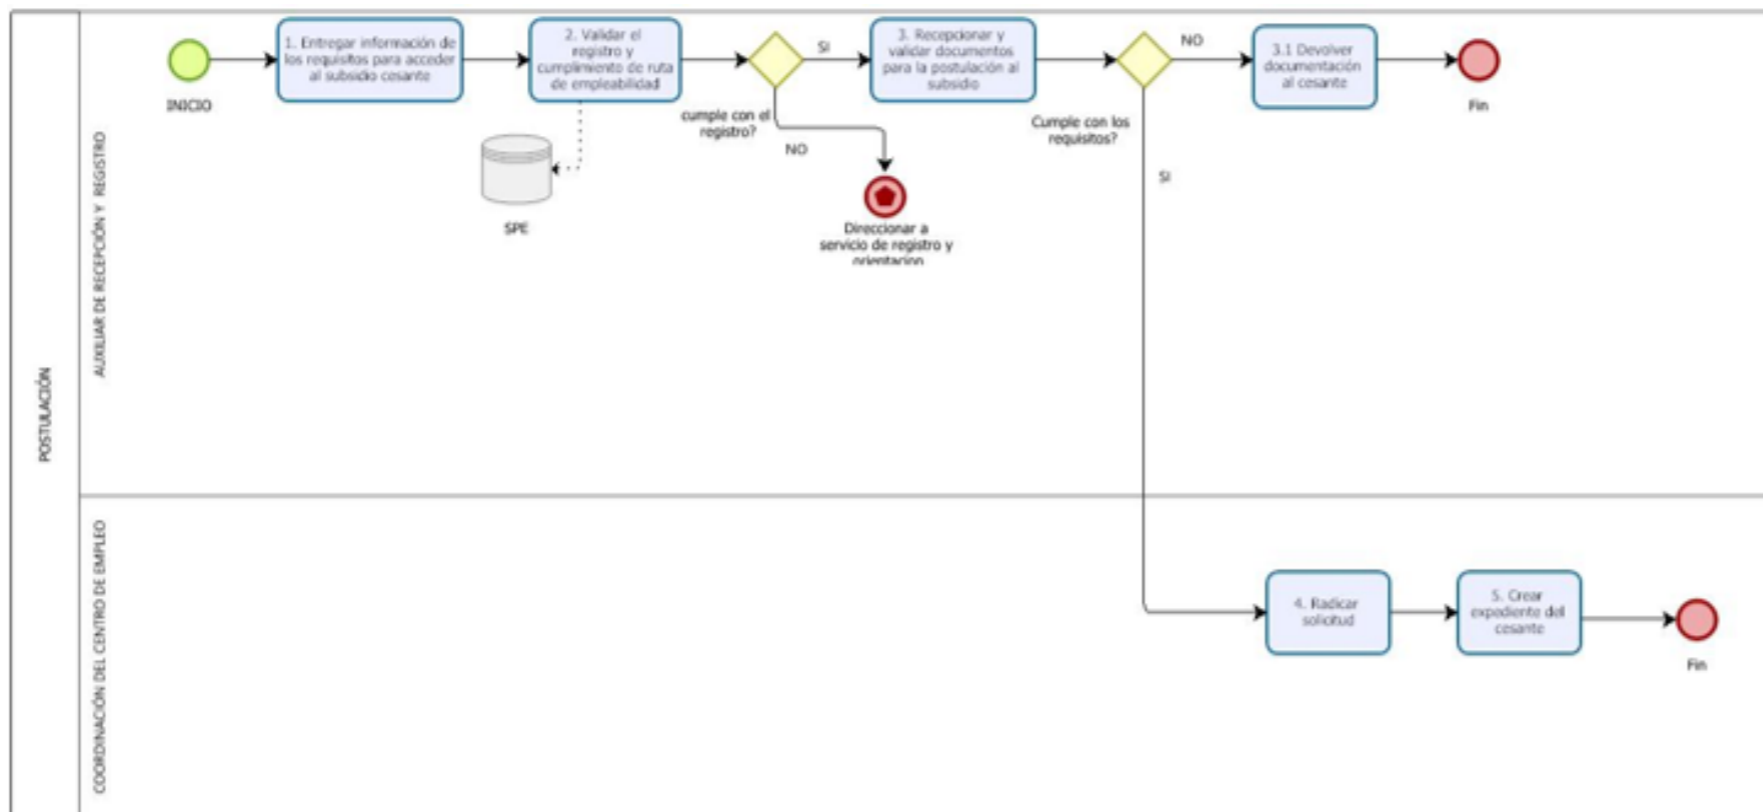 POSTULACIÓN
AUXILIAR DE RECEPCIÓN Y REGISTRO
INICIO
1. Entregar información de
los requisitos para acceder
al subsidio cesante
2. Validar el
registro y
cumplimiento de ruta
de empleabilidad
SPE
cumple con el
registro?
SI
NO
Direccionar a
servicio de registro y
orientacion
3. Recepcionar y
validar documentos
para la postulación al
subsidio
Cumple con los
requisitos?
NO
SI
3.1 Devolver
documentación
al cesante
Fin
COORDINACIÓN DEL CENTRO DE EMPLEO
4. Radicar
solicitud
5. Crear
expediente del
cesante
Fin